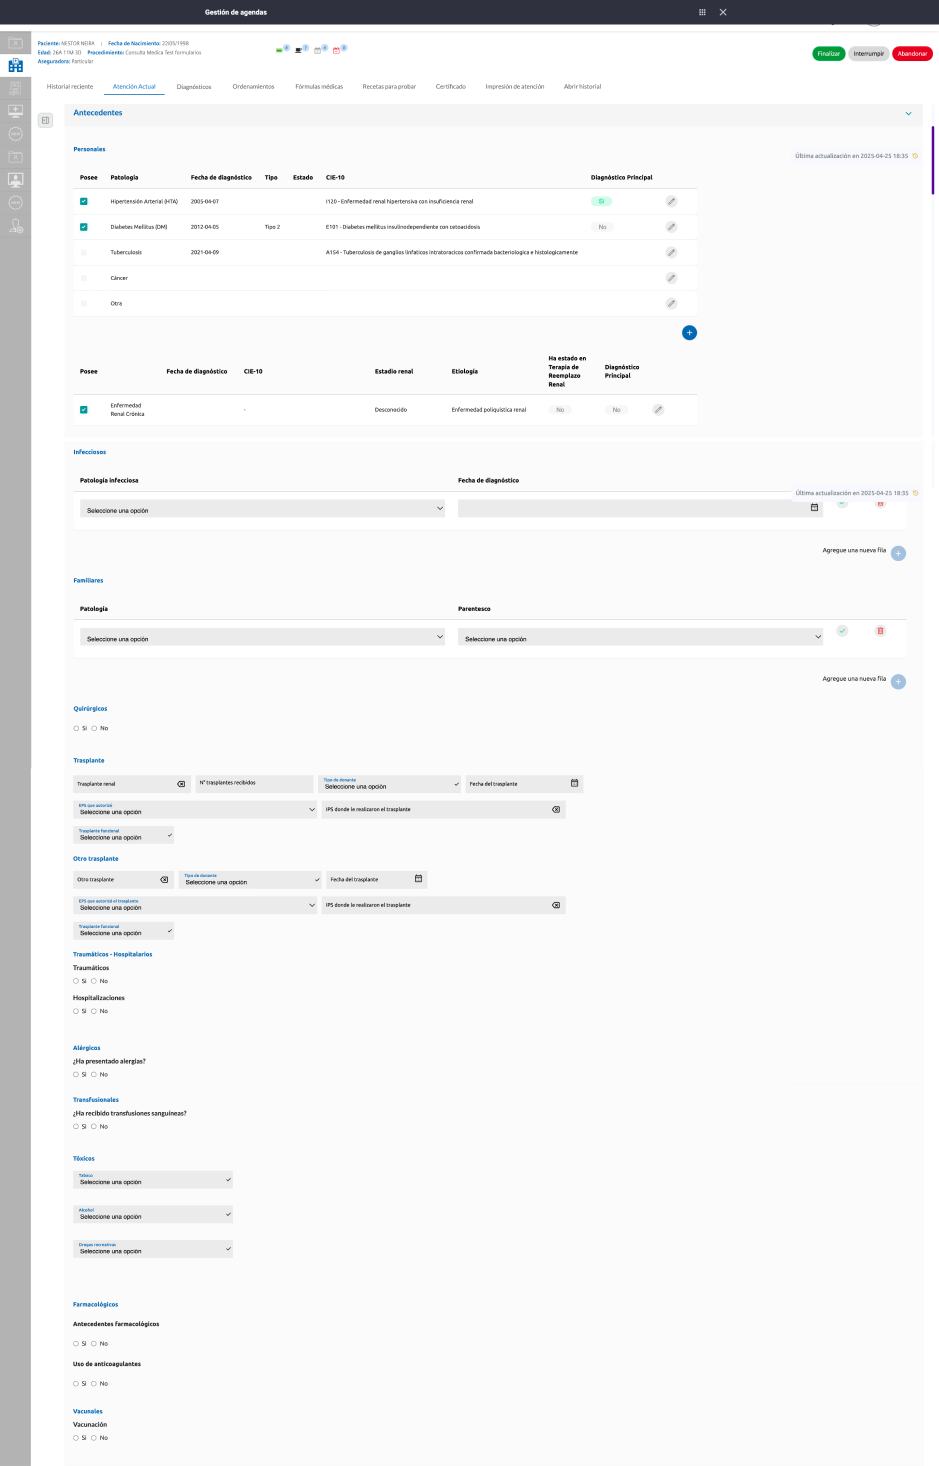 Gestión de agendas
Paciente: NESTOR NEIRA | Fecha de Nacimiento: 22/05/1998
Edad: 26A 11M 3D Procedimiento: Consulta Medica Test formularios
Aseguradora: Particular
Finalizar Interrumpir Abandonar
Historial reciente Atención Actual Diagnósticos Ordenamientos Fórmulas médicas Recetas para probar Certificado Impresión de atención Abrir historial
Antecedentes
Personales
Última actualización en 2025-04-25 18:35
Posee Patología Fecha de diagnóstico Tipo Estado CIE-10 Diagnóstico Principal
Hipertensión Arterial (HTA) 2005-04-07 I120 - Enfermedad renal hipertensiva con insuficiencia renal Si
Diabetes Mellitus (DM) 2012-04-05 Tipo 2 E101 - Diabetes mellitus insulinodependiente con cetoacidosis No
Tuberculosis 2021-04-09 A154 - Tuberculosis de ganglios linfaticos intratoracicos confirmada bacteriologica e histologicamente
Cáncer
Otra
Posee Fecha de diagnóstico CIE-10 Estadio renal Etiología Ha estado en Terapia de Reemplazo Renal Diagnóstico Principal
Enfermedad Renal Crónica - Desconocido Enfermedad poliquística renal No No
Infecciosos
Patología infecciosa Fecha de diagnóstico
Última actualización en 2025-04-25 18:35
Seleccione una opción
Agregue una nueva fila
Familiares
Patología Parentesco
Seleccione una opción Seleccione una opción
Agregue una nueva fila
Quirúrgicos
Si No
Trasplante
Trasplante renal N° trasplantes recibidos Tipo de donante Seleccione una opción Fecha del trasplante
EPS que autorizó Seleccione una opción IPS donde le realizaron el trasplante
Trasplante funcional
Seleccione una opción
Otro trasplante
Otro trasplante Tipo de donante Seleccione una opción Fecha del trasplante
EPS que autorizó el trasplante Seleccione una opción IPS donde le realizaron el trasplante
Trasplante funcional
Seleccione una opción
Traumáticos - Hospitalarios
Traumáticos
Si No
Hospitalizaciones
Si No
Alérgicos
¿Ha presentado alergias?
Si No
Transfusionales
¿Ha recibido transfusiones sanguíneas?
Si No
Tóxicos
Tabaco
Seleccione una opción
Alcohol
Seleccione una opción
Drogas recreativas
Seleccione una opción
Farmacológicos
Antecedentes farmacológicos
Si No
Uso de anticoagulantes
Si No
Vacunales
Vacunación
Si No